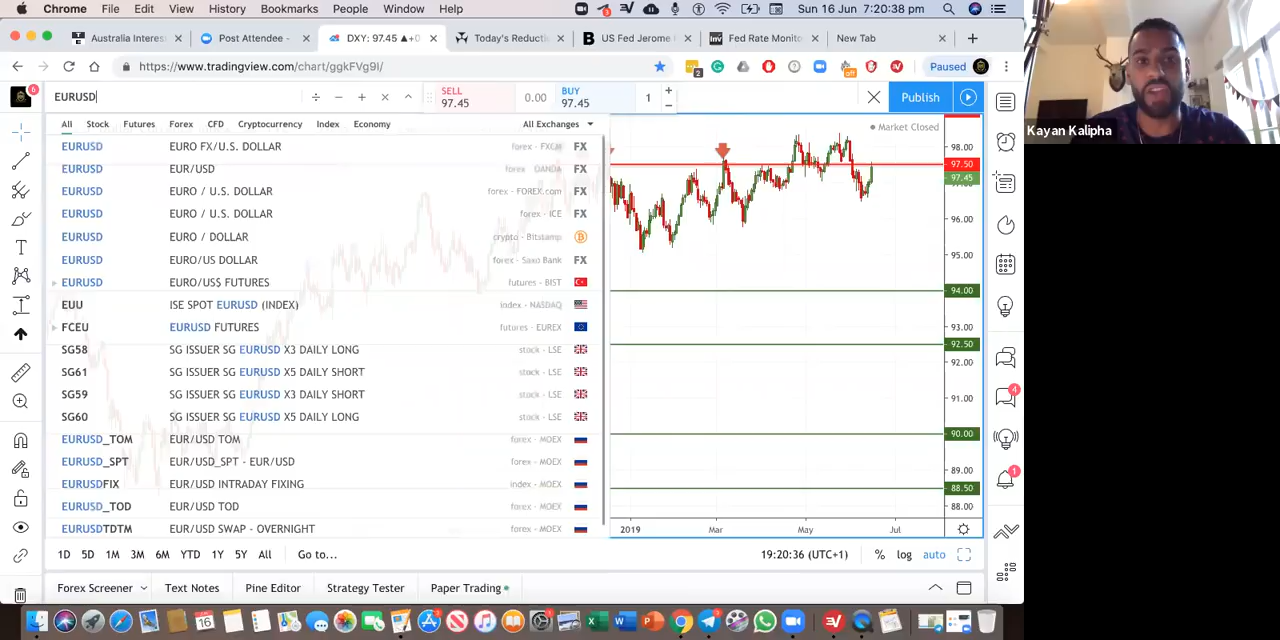 Chrome File Edit View History Bookmarks People Window Help Sun 16 Jun 7:20:38 pm
Australia Interes Post Attendee - DXY: 97.45 ▲+0 Today's Reducti US Fed Jerome Fed Rate Monito New Tab
https://www.tradingview.com/chart/ggkFVg9I/ Paused
EURUSD SELL 97.45 0.00 BUY 97.45 1 Publish
All Stock Futures Forex CFD Cryptocurrency Index Economy All Exchanges
Market Closed
EURUSD EURO FX/U.S. DOLLAR forex - FXCM FX
EURUSD EUR/USD forex - OANDA FX
EURUSD EURO / U.S. DOLLAR forex - FOREX.com FX
EURUSD EURO / U.S. DOLLAR forex - ICE FX
EURUSD EURO / DOLLAR crypto - Bitstamp
EURUSD EURO/US DOLLAR forex - Saxo Bank FX
EURUSD EURO/US$ FUTURES futures - BIST
EUU ISE SPOT EURUSD (INDEX) index - NASDAQ
FCEU EURUSD FUTURES futures - EUREX
SG58 SG ISSUER SG EURUSD X3 DAILY LONG stock - LSE
SG61 SG ISSUER SG EURUSD X5 DAILY SHORT stock - LSE
SG59 SG ISSUER SG EURUSD X3 DAILY SHORT stock - LSE
SG60 SG ISSUER SG EURUSD X5 DAILY LONG stock - LSE
EURUSD_TOM EUR/USD TOM forex - MOEX
EURUSD_SPT EUR/USD_SPT - EUR/USD forex - MOEX
EURUSDFIX EUR/USD INTRADAY FIXING index - MOEX
EURUSD_TOD EUR/USD TOD forex - MOEX
EURUSDTDTM EUR/USD SWAP - OVERNIGHT forex - MOEX
98.00
97.50
97.45
96.00
95.00
94.00
93.00
92.50
92.00
91.00
90.00
89.00
88.50
88.00
2019 Mar May Jul
1D 5D 1M 3M 6M YTD 1Y 5Y All Go to... 19:20:36 (UTC+1) % log auto
Forex Screener Text Notes Pine Editor Strategy Tester Paper Trading
Kayan Kalipha